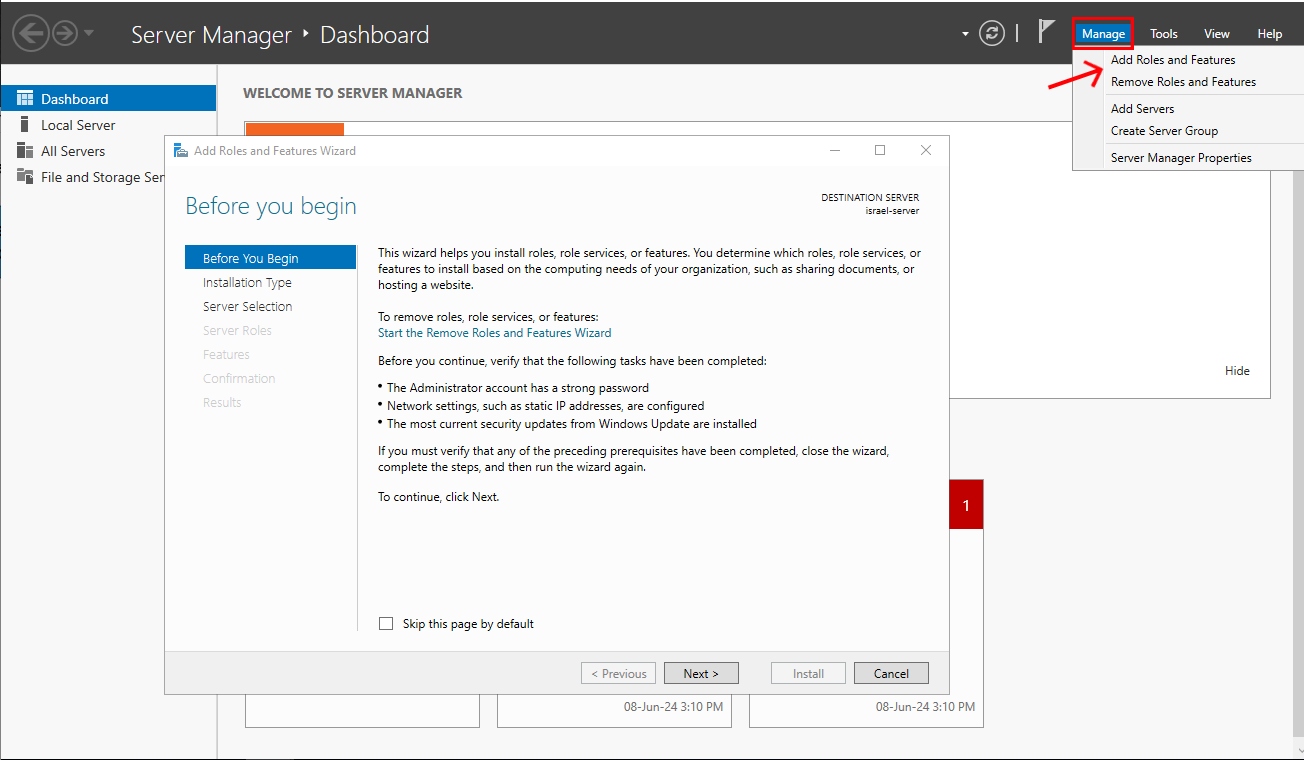 Server Manager ‣ Dashboard
Manage
Tools
View
Help
Add Roles and Features
Remove Roles and Features
Add Servers
Create Server Group
Server Manager Properties
Dashboard
Local Server
All Servers
File and Storage Ser
WELCOME TO SERVER MANAGER
Add Roles and Features Wizard
Before you begin
DESTINATION SERVER
israel-server
Before You Begin
Installation Type
Server Selection
Server Roles
Features
Confirmation
Results
This wizard helps you install roles, role services, or features. You determine which roles, role services, or
features to install based on the computing needs of your organization, such as sharing documents, or
hosting a website.
To remove roles, role services, or features:
Start the Remove Roles and Features Wizard
Before you continue, verify that the following tasks have been completed:
• The Administrator account has a strong password
• Network settings, such as static IP addresses, are configured
• The most current security updates from Windows Update are installed
If you must verify that any of the preceding prerequisites have been completed, close the wizard,
complete the steps, and then run the wizard again.
To continue, click Next.
Skip this page by default
< Previous
Next >
Install
Cancel
Hide
1
08-Jun-24 3:10 PM
08-Jun-24 3:10 PM